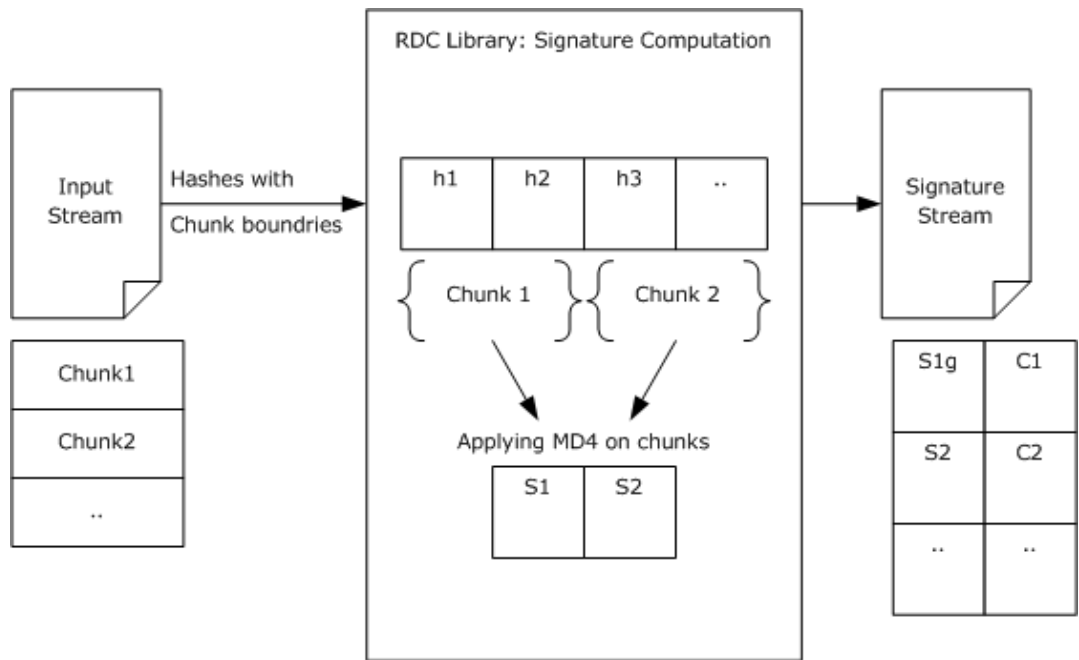 RDC Library: Signature Computation
Input
Stream
Hashes with
Chunk boundries
h1
h2
h3
..
Signature
Stream
Chunk 1
Chunk 2
Chunk1
Chunk2
..
Applying MD4 on chunks
S1
S2
S1g
C1
S2
C2
..
..